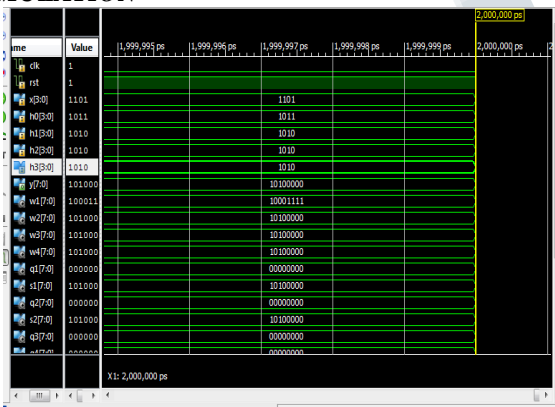 2,000,000 ps
Value
1,999,995 ps 1,999,996 ps 1,999,997 ps 1,999,998 ps 1,999,999 ps 2,000,000 ps
clk 1
rst 1
x[3:0] 1101 1101
h0[3:0] 1011 1011
h1[3:0] 1010 1010
h2[3:0] 1010 1010
h3[3:0] 1010 1010
y[7:0] 101000 10100000
w1[7:0] 100011 10001111
w2[7:0] 101000 10100000
w3[7:0] 101000 10100000
w4[7:0] 101000 10100000
q1[7:0] 000000 00000000
s1[7:0] 101000 10100000
q2[7:0] 000000 00000000
s2[7:0] 101000 10100000
q3[7:0] 000000 00000000
X1: 2,000,000 ps